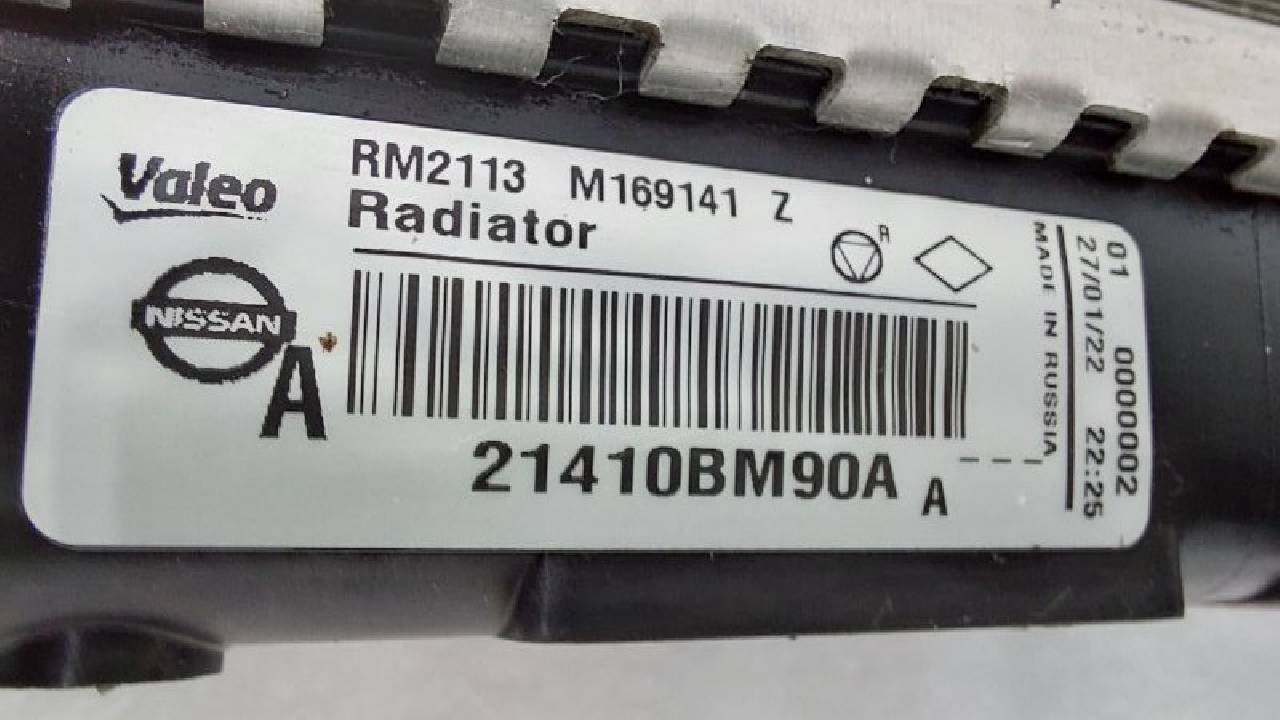 Valeo
RM2113 M169141 Z
Radiator
R
NISSAN
A
21410BM90A --- A
MADE IN RUSSIA
27/01/22 22:25
01 0000002